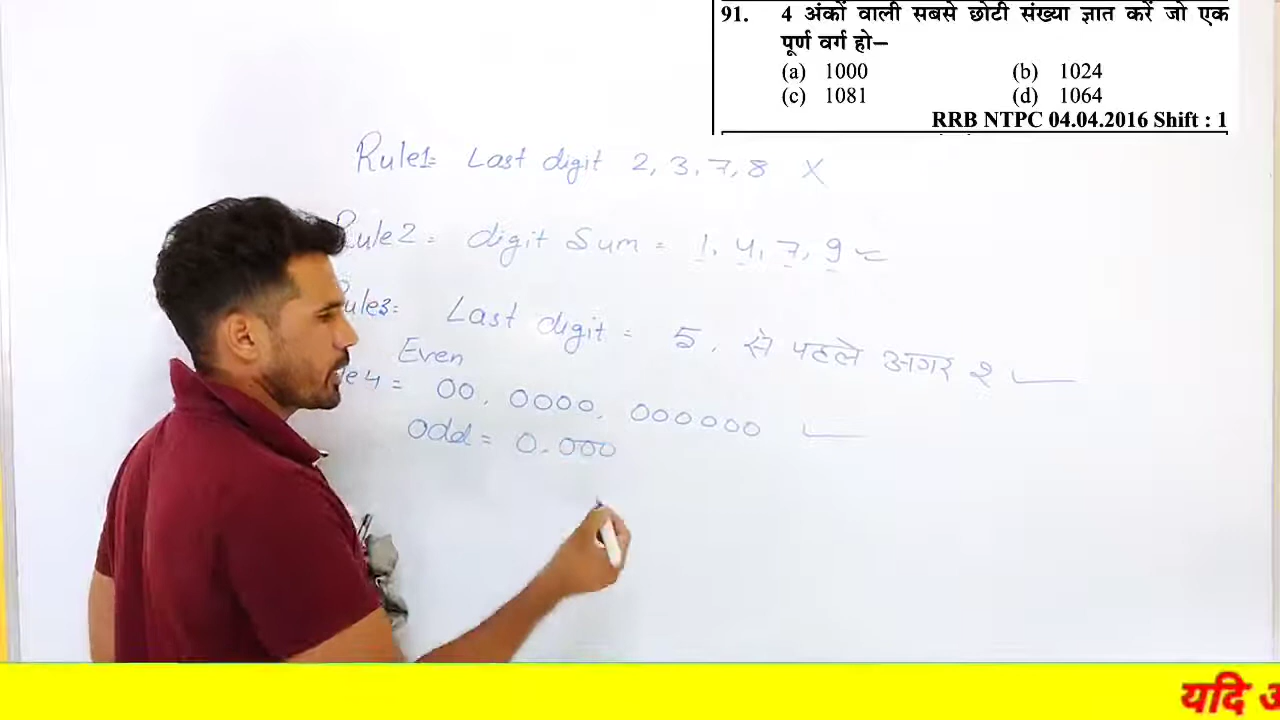 91. 4 अंकों वाली सबसे छोटी संख्या ज्ञात करें जो एक
पूर्ण वर्ग हो–
(a) 1000 (b) 1024
(c) 1081 (d) 1064
RRB NTPC 04.04.2016 Shift : 1
Rule1= Last digit 2, 3, 7, 8 X
Rule2= digit Sum = 1, 4, 7, 9 ✓
Rule3= Last digit = 5, से पहले अगर 2 ✓
Even
4 = 00, 0000, 000000 ✓
Odd = 0.000
यदि